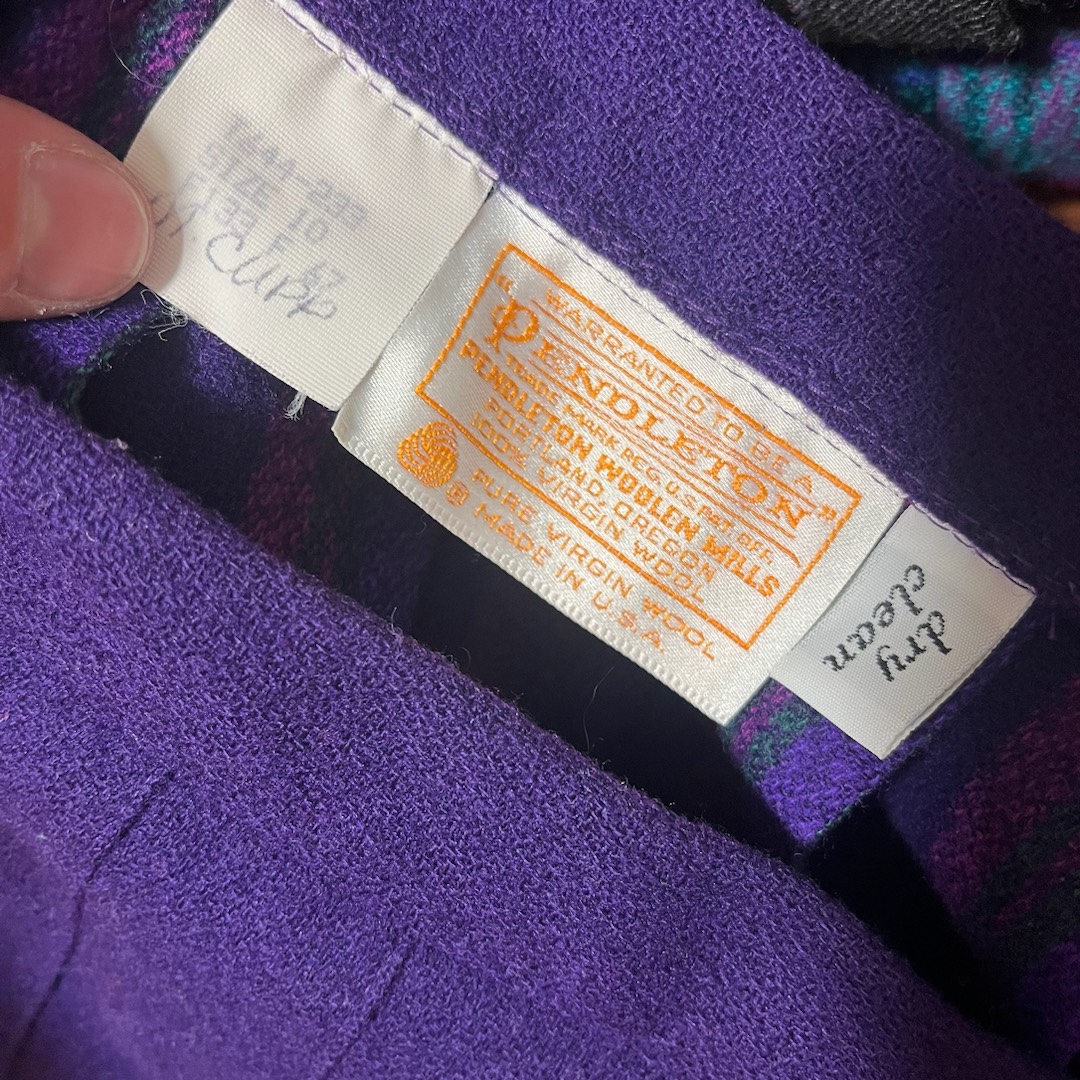 SIZE 10
"WARRANTED TO BE A
PENDLETON"
TRADE MARK REG. U.S. PAT. OFF.
PENDLETON WOOLEN MILLS
PORTLAND, OREGON
100% VIRGIN WOOL
®
PURE VIRGIN WOOL
MADE IN U.S.A.
dry
clean